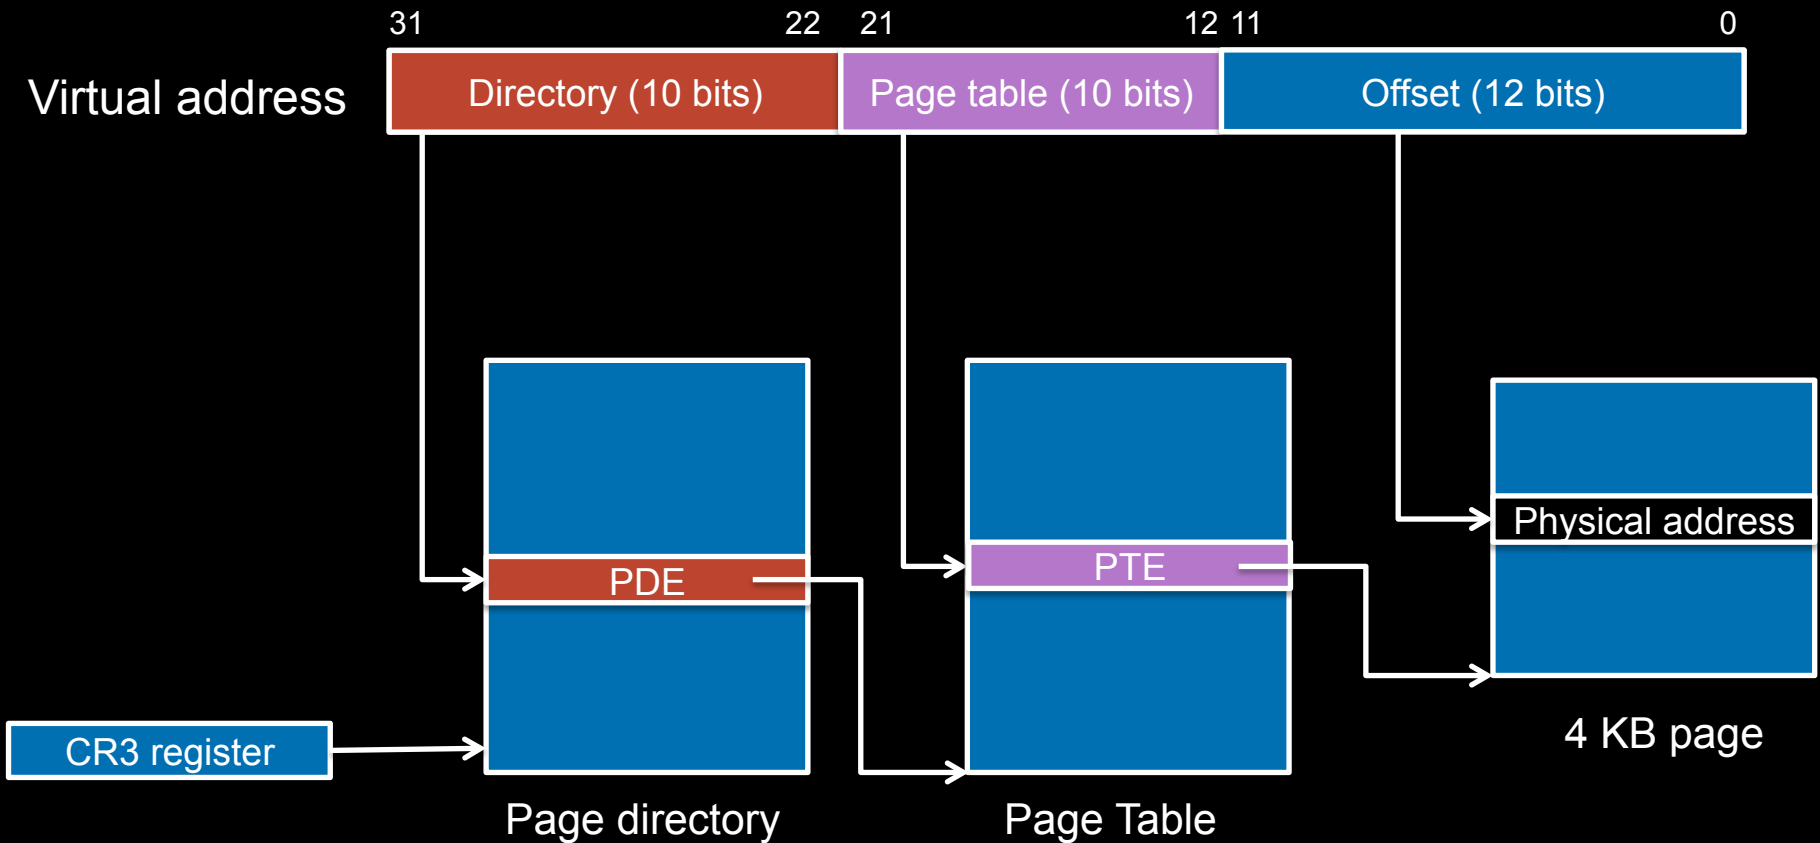 31 22 21 12 11 0
Virtual address Directory (10 bits) Page table (10 bits) Offset (12 bits)
Physical address
PDE PTE
CR3 register 4 KB page
Page directory Page Table